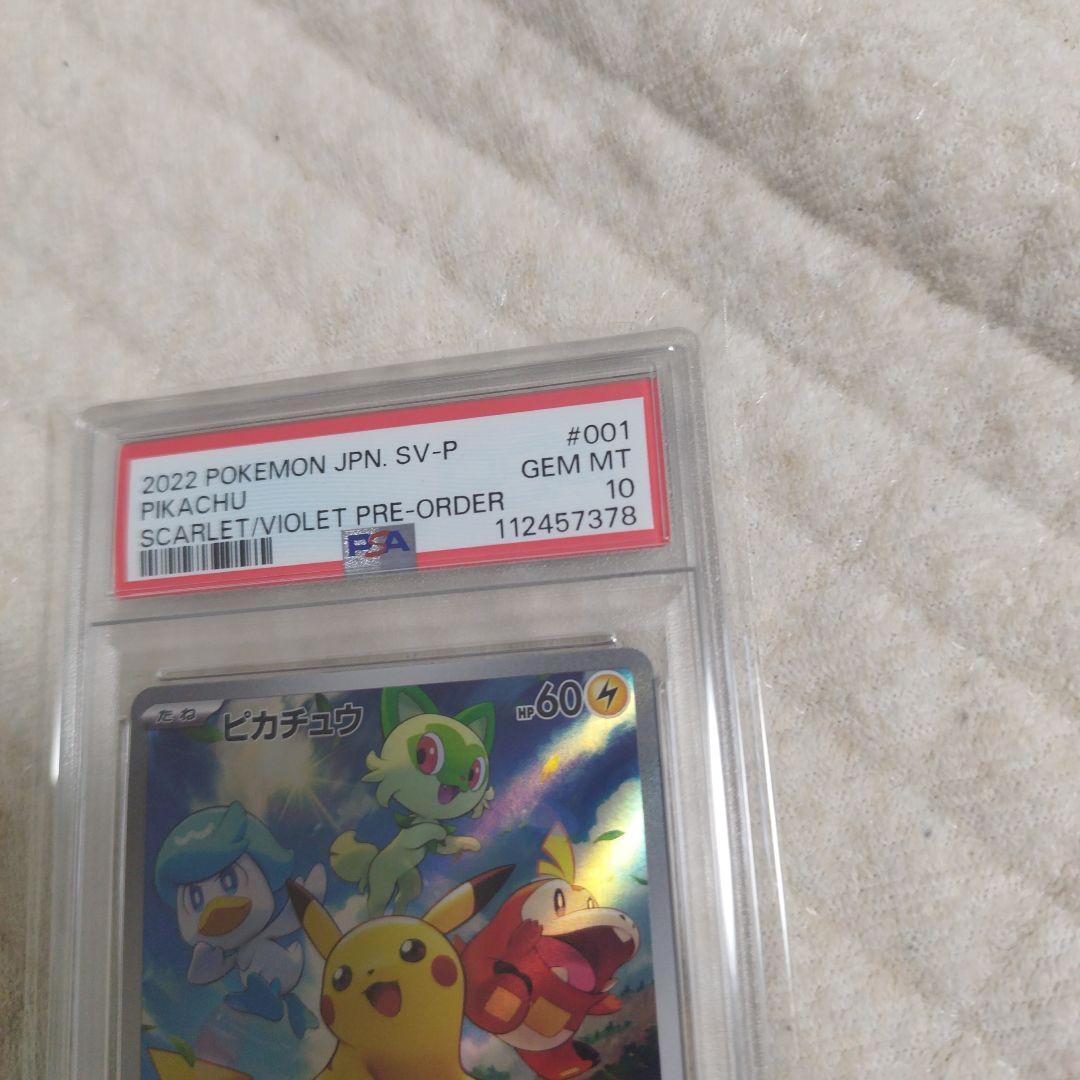 2022 POKEMON JPN. SV-P #001
PIKACHU GEM MT
SCARLET/VIOLET PRE-ORDER 10
112457378
PSA
たね ピカチュウ HP60